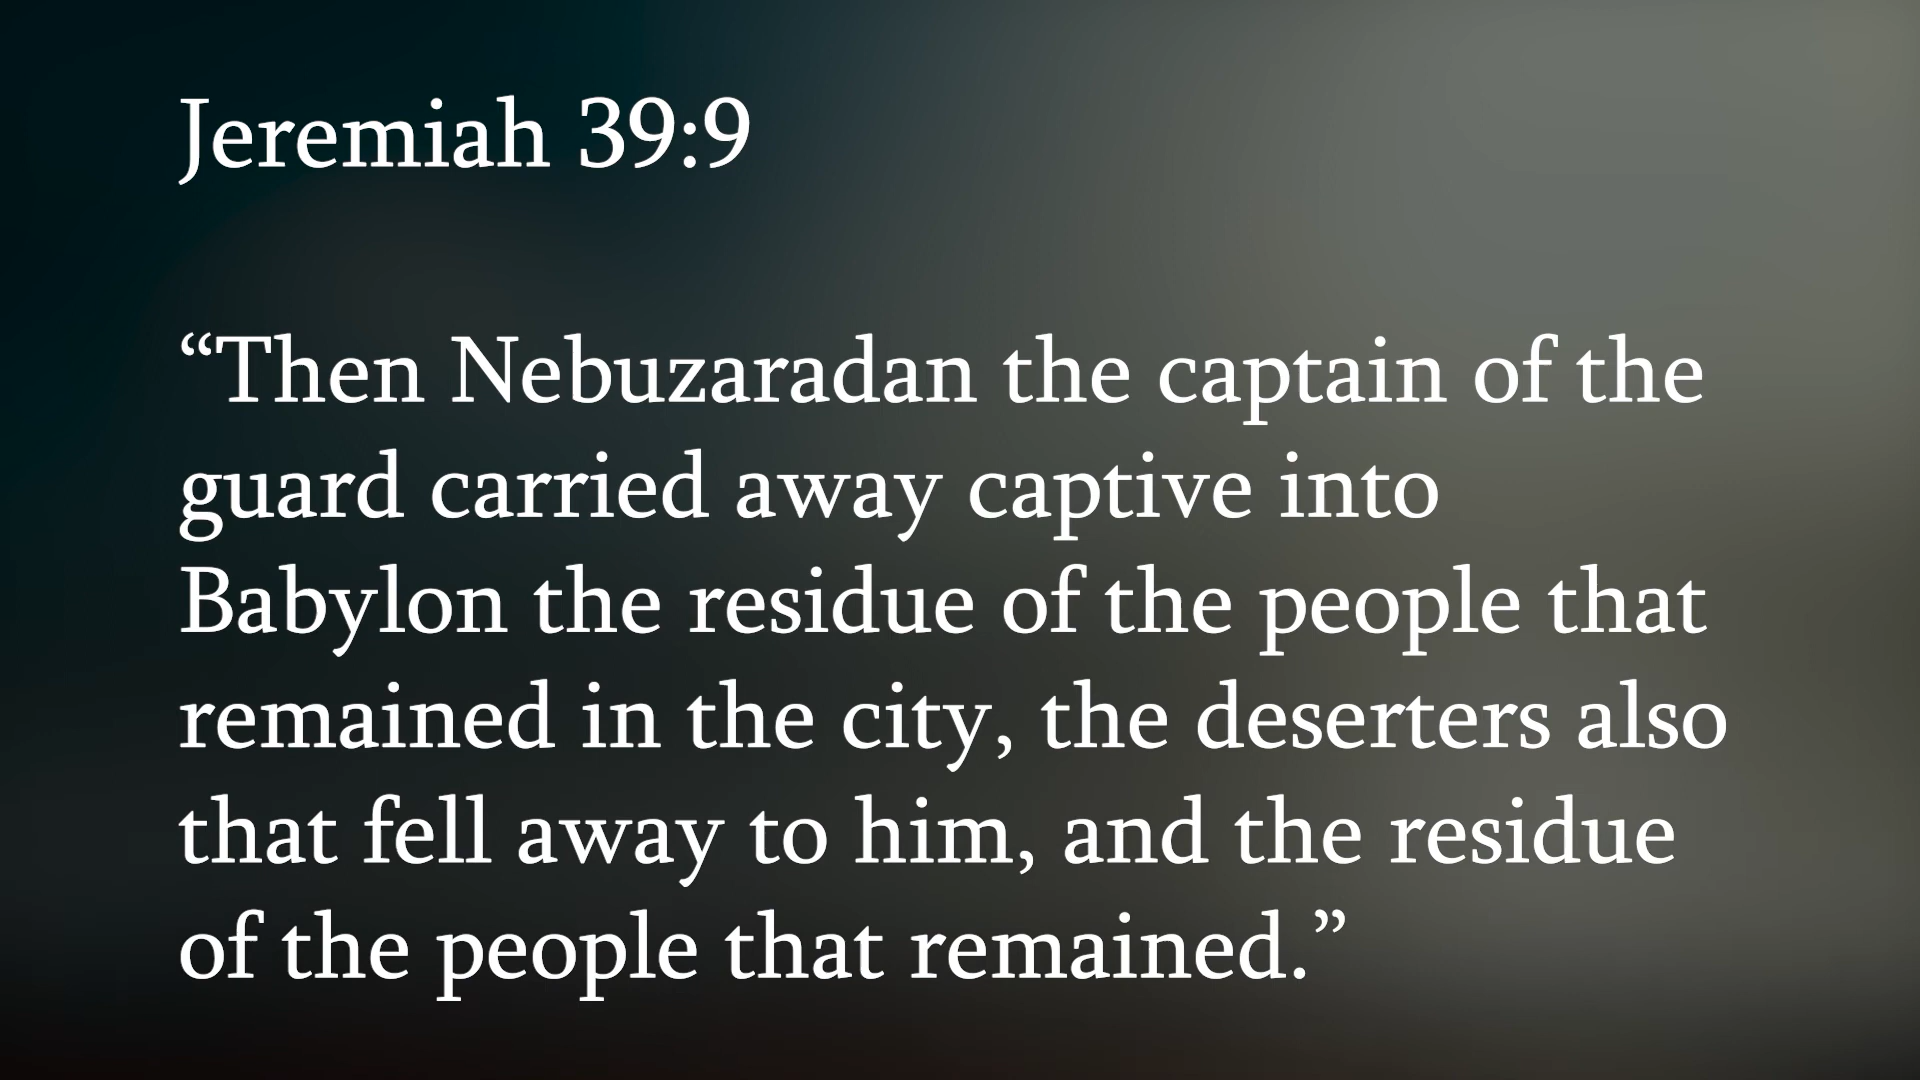 Jeremiah 39:9
“Then Nebuzaradan the captain of the
guard carried away captive into
Babylon the residue of the people that
remained in the city, the deserters also
that fell away to him, and the residue
of the people that remained.”